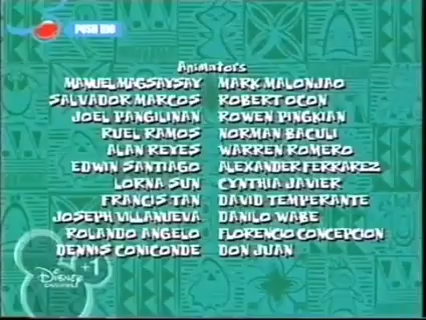 PUSH RED
Animators
MANUEL MAGSAYSAY MARK MALONJAO
SALVADOR MARCOS ROBERT OCON
JOEL PANGILINAN ROWEN PINGKIAN
RUEL RAMOS NORMAN BACULI
ALAN REYES WARREN ROMERO
EDWIN SANTIAGO ALEXANDER FERRAREZ
LORNA SUN CYNTHIA JAVIER
FRANCIS TAN DAVID TEMPERANTE
JOSEPH VILLANUEVA DANILO WABE
ROLANDO ANGELO FLORENCIO CONCEPCION
DENNIS CONICONDE DON JUAN
Disney
CHANNEL
+1